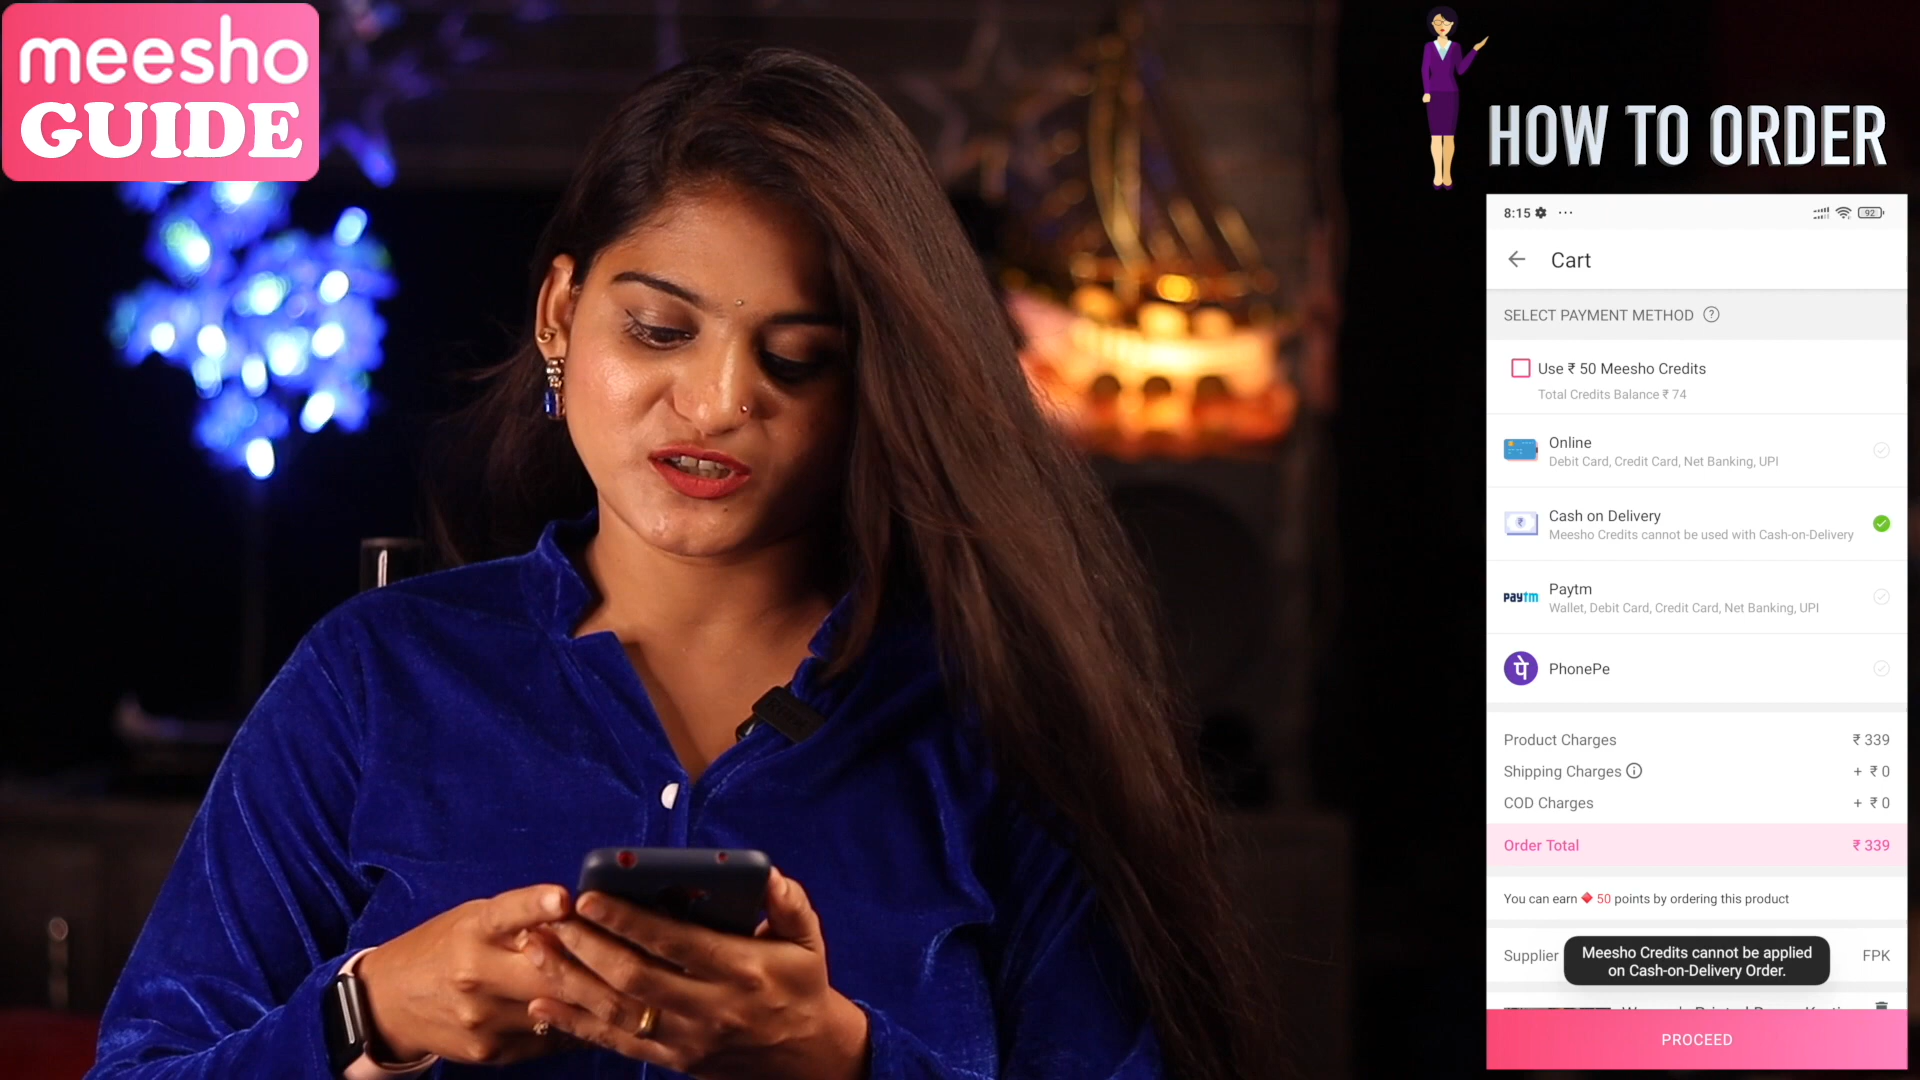 meesho
GUIDE
HOW TO ORDER
8:15 ...
92
Cart
SELECT PAYMENT METHOD ?
Use ₹ 50 Meesho Credits
Total Credits Balance ₹ 74
Online
Debit Card, Credit Card, Net Banking, UPI
Cash on Delivery
₹
Meesho Credits cannot be used with Cash-on-Delivery
paytm
Paytm
Wallet, Debit Card, Credit Card, Net Banking, UPI
पे
PhonePe
Product Charges ₹ 339
Shipping Charges i + ₹ 0
COD Charges + ₹ 0
Order Total ₹ 339
You can earn 50 points by ordering this product
Supplier FPK
Meesho Credits cannot be applied
on Cash-on-Delivery Order.
PROCEED